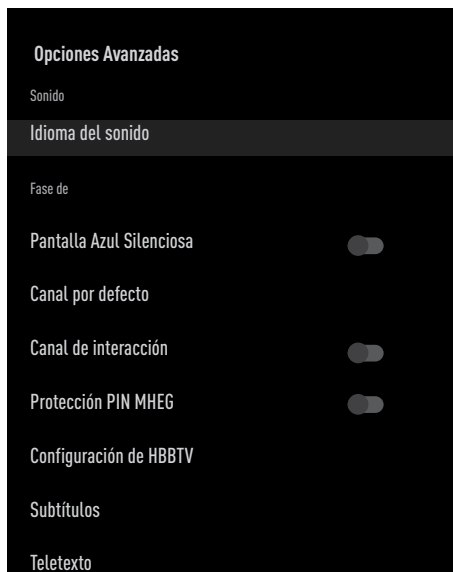 Opciones Avanzadas
Sonido
Idioma del sonido
Fase de
Pantalla Azul Silenciosa
Canal por defecto
Canal de interacción
Protección PIN MHEG
Configuración de HBBTV
Subtítulos
Teletexto